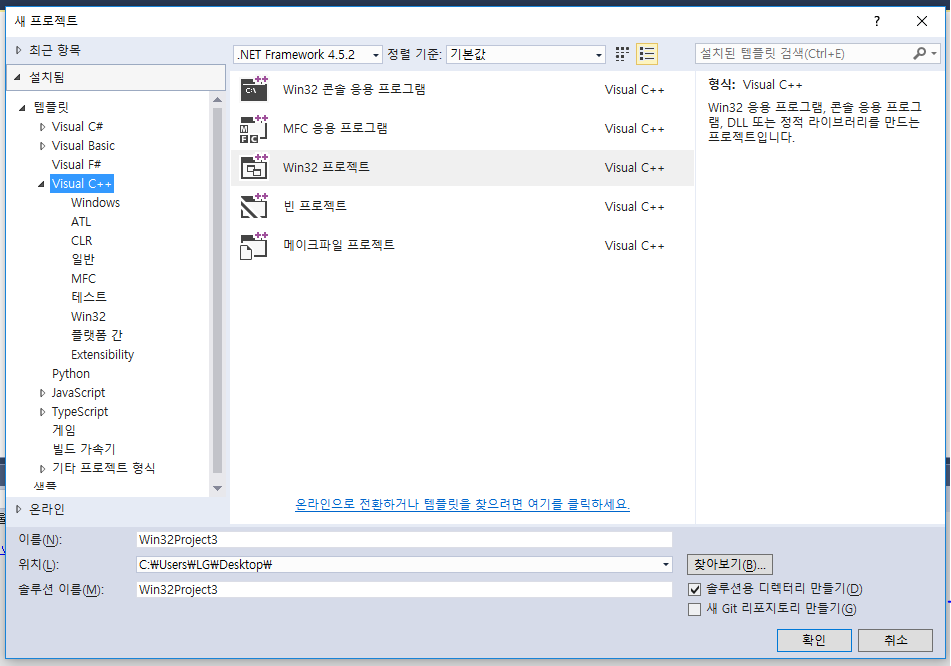 새 프로젝트
?
최근 항목
.NET Framework 4.5.2 정렬 기준: 기본값
설치된 템플릿 검색(Ctrl+E)
설치됨
템플릿
Visual C#
Visual Basic
Visual F#
Visual C++
Windows
ATL
CLR
일반
MFC
테스트
Win32
플랫폼 간
Extensibility
Python
JavaScript
TypeScript
게임
빌드 가속기
기타 프로젝트 형식
샘플
온라인
Win32 콘솔 응용 프로그램 Visual C++
MFC 응용 프로그램 Visual C++
Win32 프로젝트 Visual C++
빈 프로젝트 Visual C++
메이크파일 프로젝트 Visual C++
온라인으로 전환하거나 템플릿을 찾으려면 여기를 클릭하세요.
형식: Visual C++
Win32 응용 프로그램, 콘솔 응용 프로그
램, DLL 또는 정적 라이브러리를 만드는
프로젝트입니다.
이름(N): Win32Project3
위치(L): C:₩Users₩LG₩Desktop₩ 찾아보기(B)...
솔루션 이름(M): Win32Project3 솔루션용 디렉터리 만들기(D)
새 Git 리포지토리 만들기(G)
확인 취소